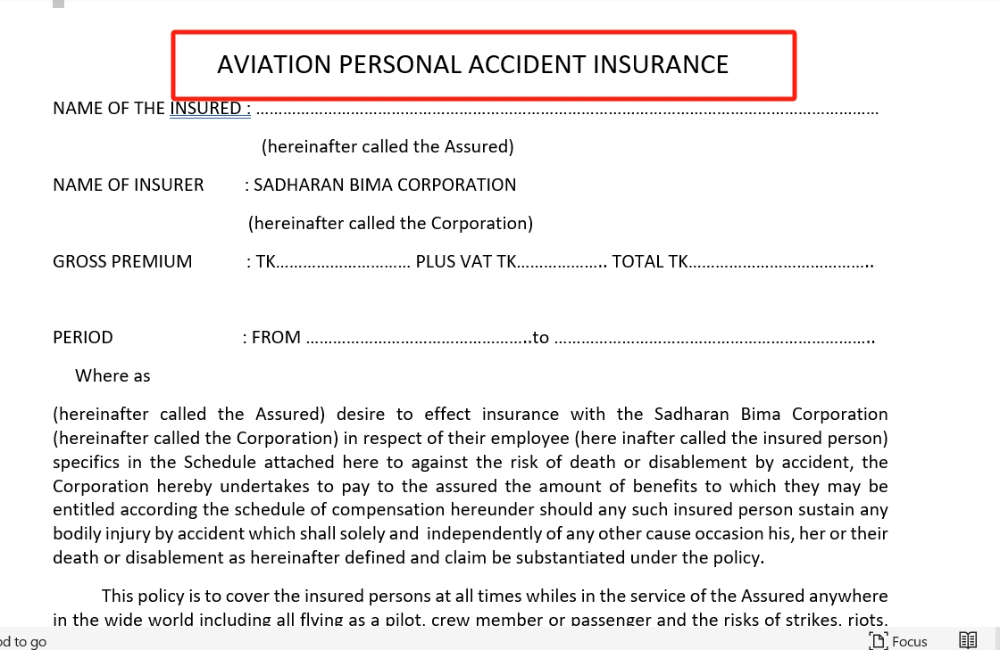 AVIATION PERSONAL ACCIDENT INSURANCE
NAME OF THE INSURED : ……………………………………………………………………………………………………………
(hereinafter called the Assured)
NAME OF INSURER : SADHARAN BIMA CORPORATION
(hereinafter called the Corporation)
GROSS PREMIUM : TK……………………… PLUS VAT TK…………….. TOTAL TK……………………………..
PERIOD : FROM ……………………………………..to ……………………………………………………..
Where as
(hereinafter called the Assured) desire to effect insurance with the Sadharan Bima Corporation
(hereinafter called the Corporation) in respect of their employee (here inafter called the insured person)
specifics in the Schedule attached here to against the risk of death or disablement by accident, the
Corporation hereby undertakes to pay to the assured the amount of benefits to which they may be
entitled according the schedule of compensation hereunder should any such insured person sustain any
bodily injury by accident which shall solely and independently of any other cause occasion his, her or their
death or disablement as hereinafter defined and claim be substantiated under the policy.
This policy is to cover the insured persons at all times whiles in the service of the Assured anywhere
in the wide world including all flying as a pilot, crew member or passenger and the risks of strikes, riots,
od to go
Focus